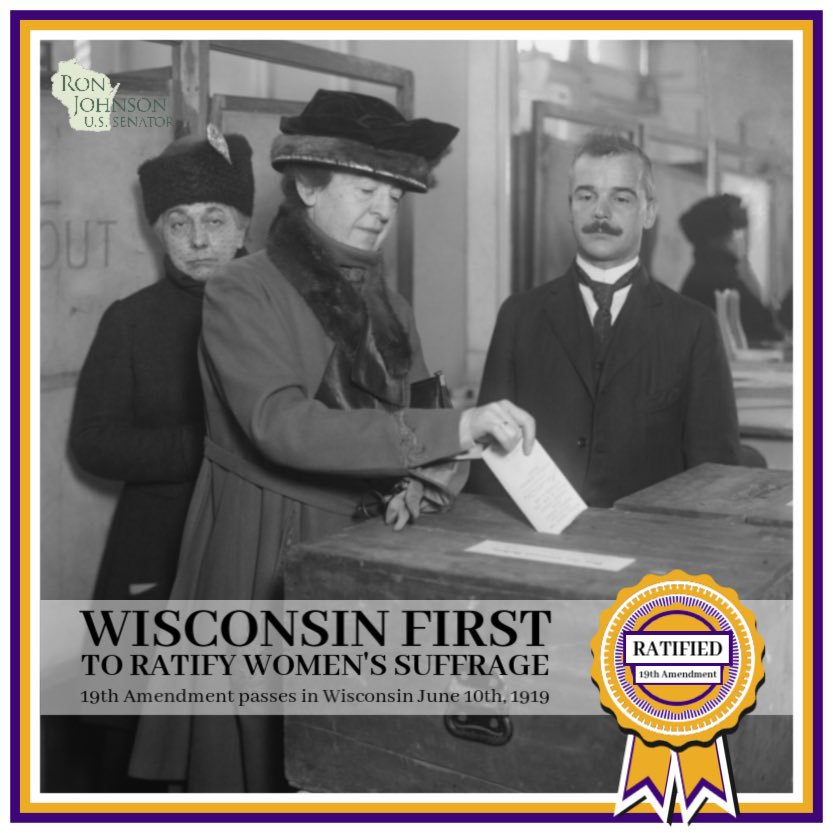 RON
JOHNSON
U.S. SENATOR
OUT
WISCONSIN FIRST
TO RATIFY WOMEN'S SUFFRAGE
19th Amendment passes in Wisconsin June 10th, 1919
RATIFIED
19th Amendment